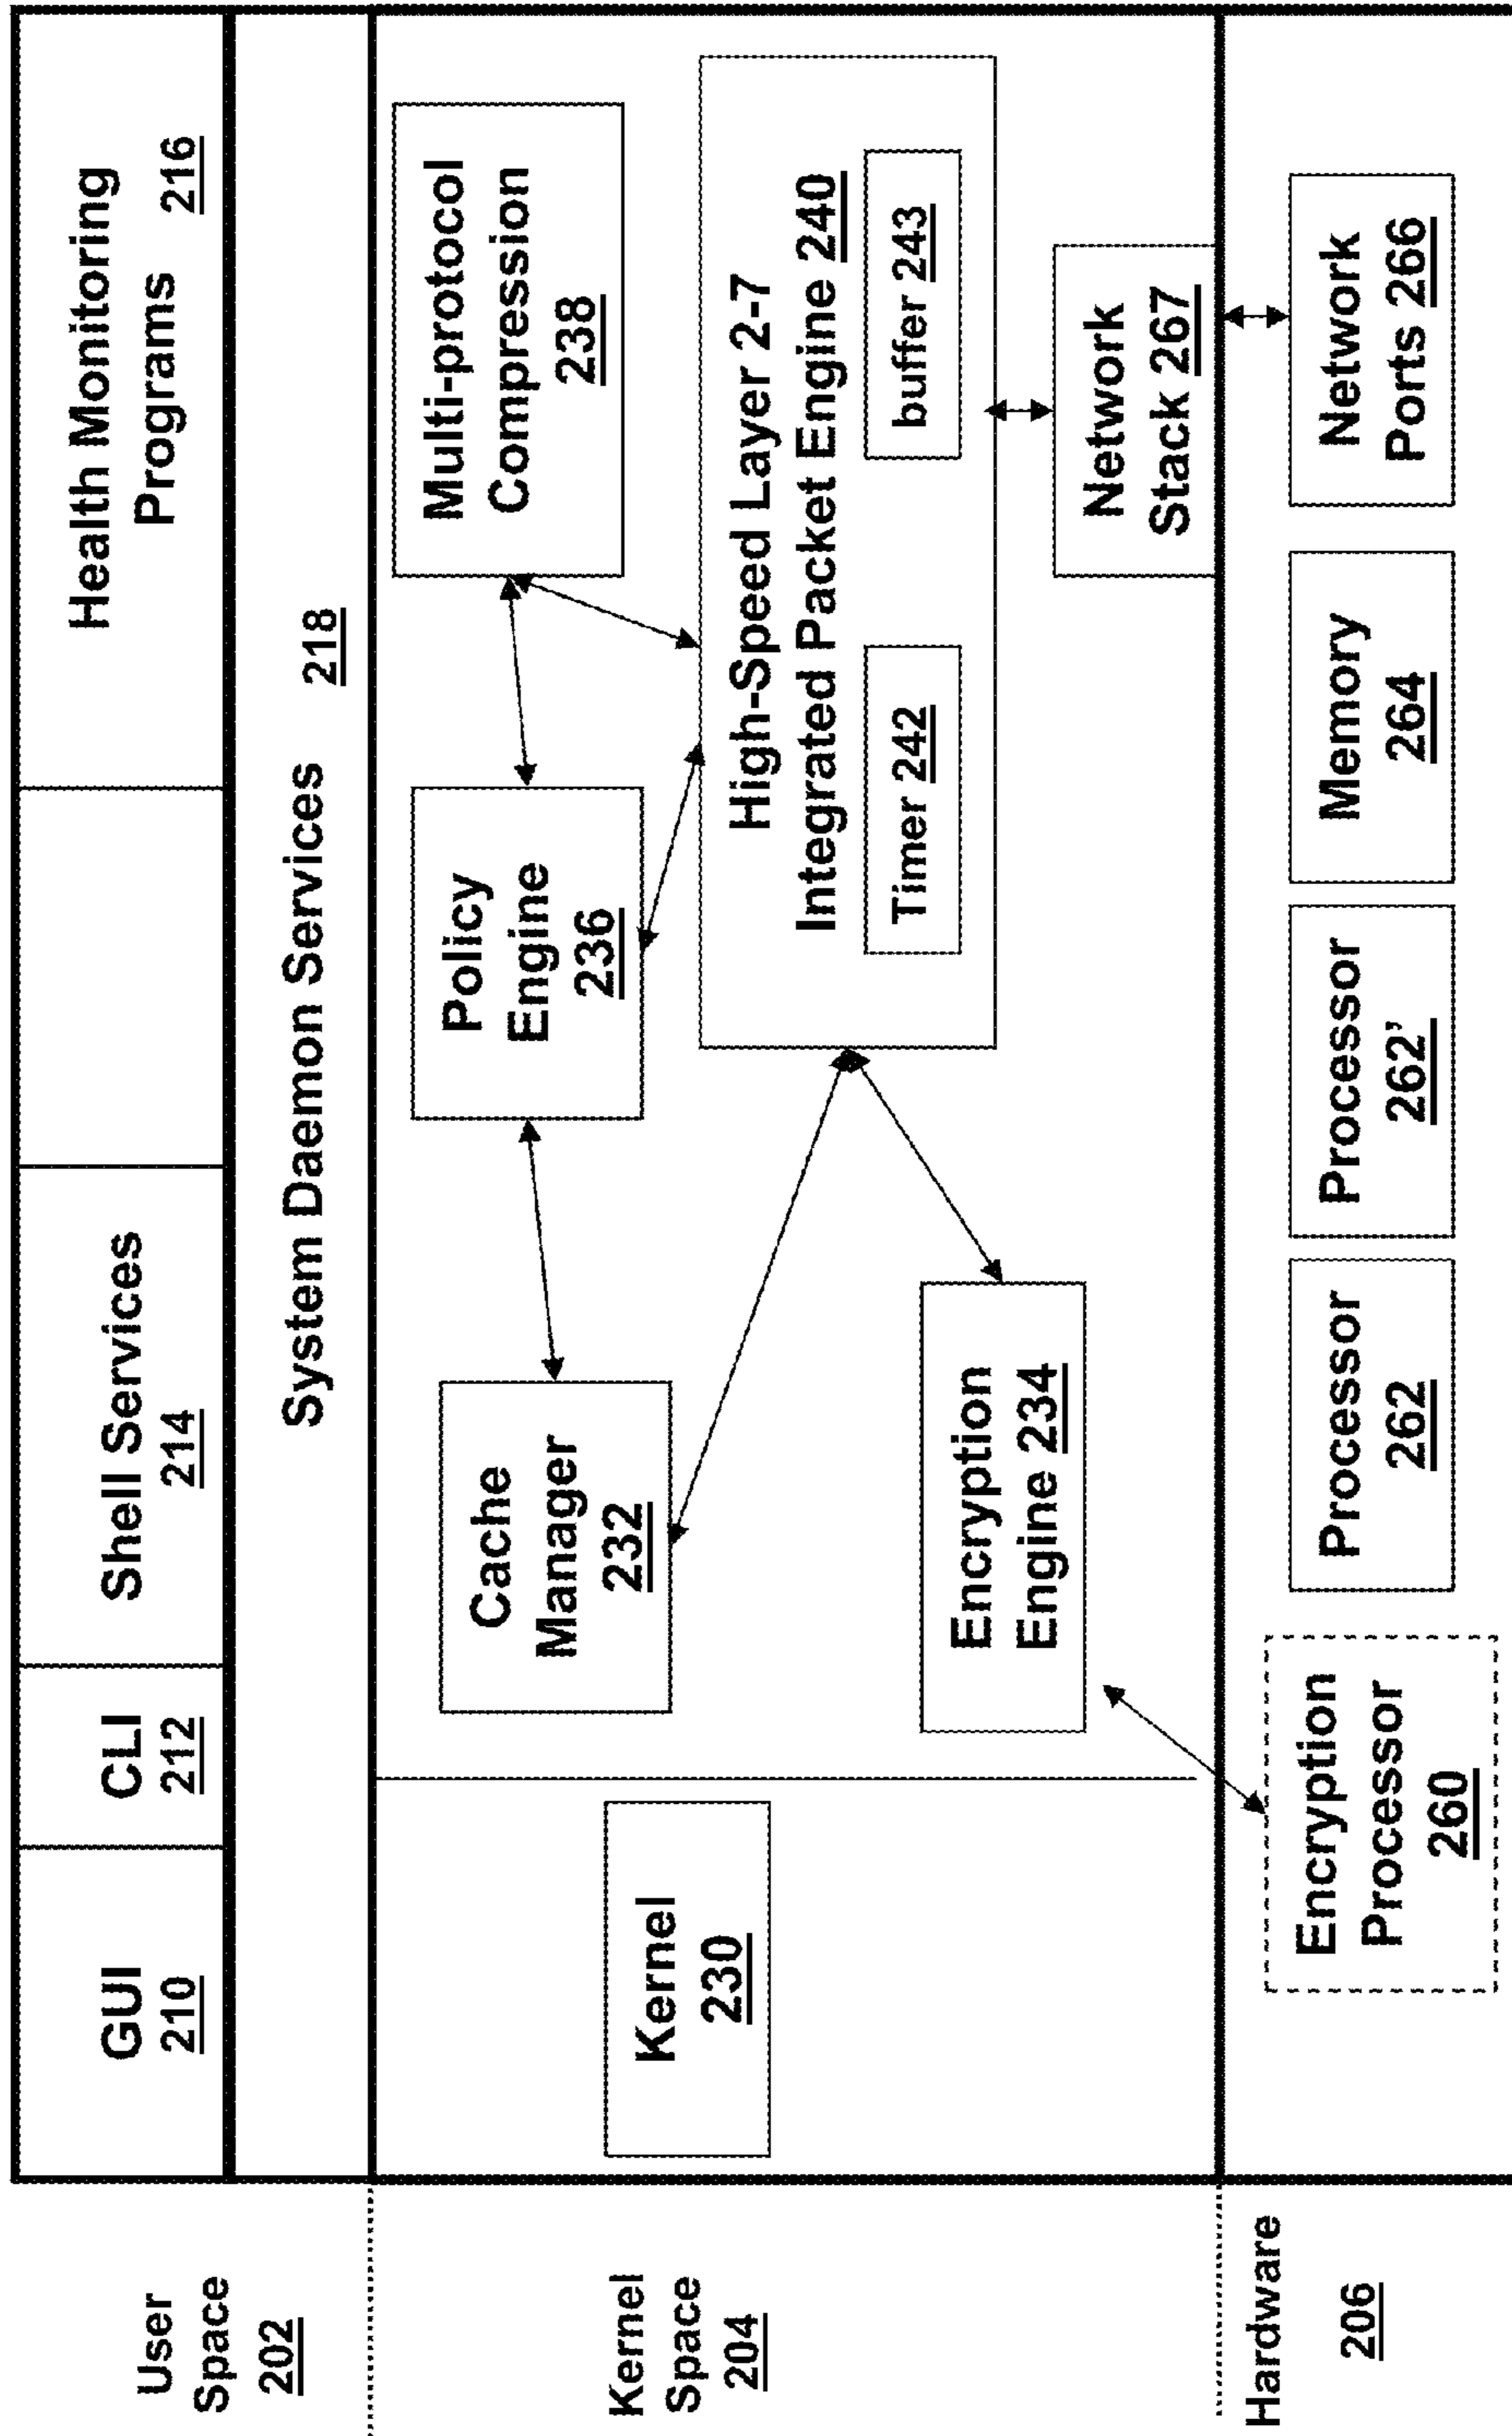 User
Space
202
GUI
210
CLI
212
Shell Services
214
Health Monitoring
Programs 216
System Daemon Services 218
Kernel
Space
204
Kernel
230
Cache
Manager
232
Policy
Engine
236
Multi-protocol
Compression
238
High-Speed Layer 2-7
Integrated Packet Engine 240
Timer 242
buffer 243
Encryption
Engine 234
Network
Stack 267
Hardware
206
Encryption
Processor
260
Processor
262
Processor
262’
Memory
264
Network
Ports 266